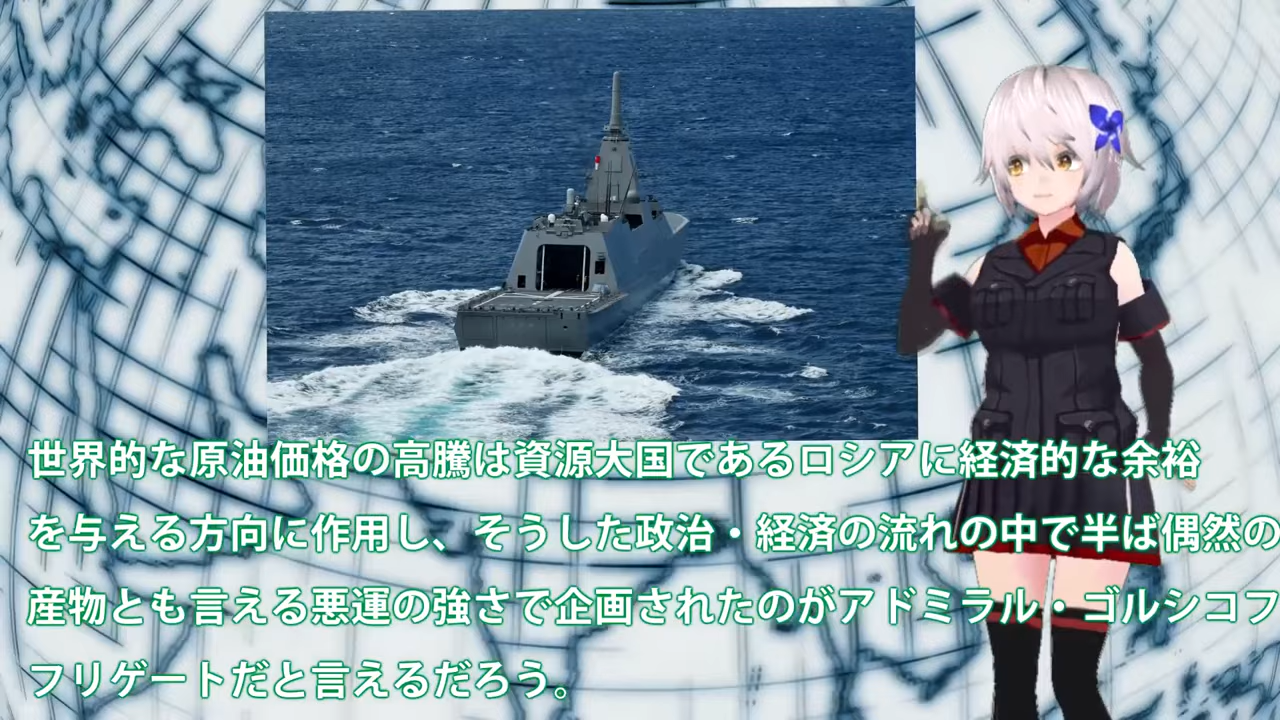 世界的な原油価格の高騰は資源大国であるロシアに経済的な余裕
を与える方向に作用し、そうした政治・経済の流れの中で半ば偶然の
産物とも言える悪運の強さで企画されたのがアドミラル・ゴルシコフ
フリゲートだと言えるだろう。